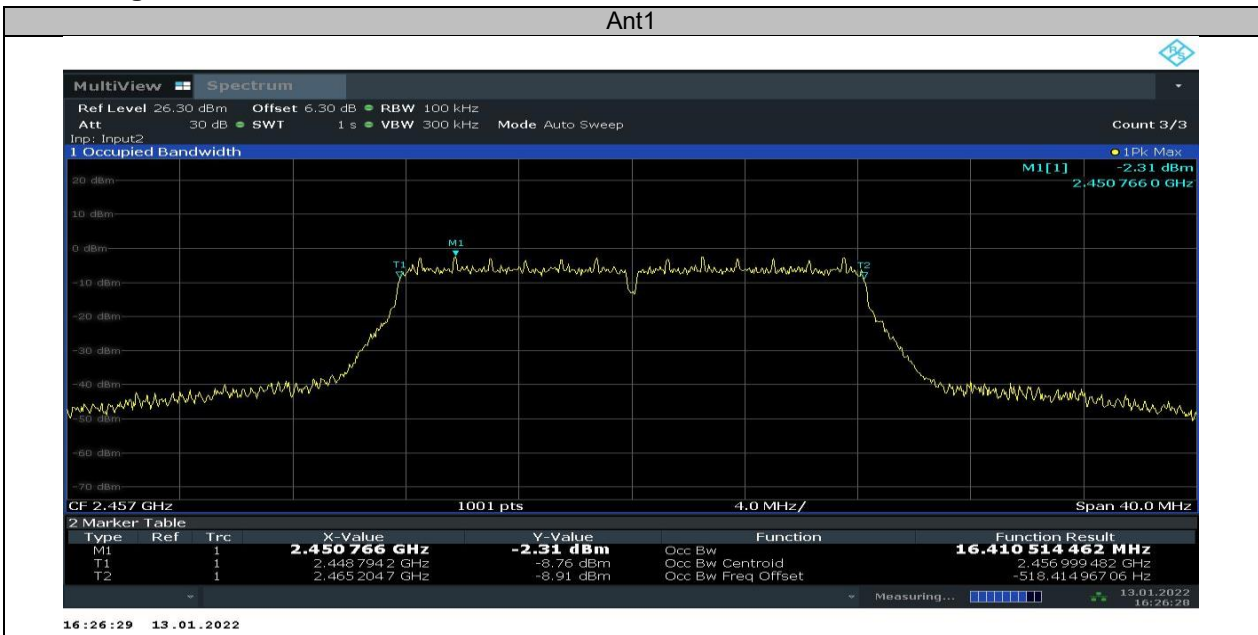 Ant1
R&S
MultiView Spectrum
Ref Level 26.30 dBm Offset 6.30 dB RBW 100 kHz
Att 30 dB SWT 1 s VBW 300 kHz Mode Auto Sweep Count 3/3
Inp: Input2
1 Occupied Bandwidth 1Pk Max
M1[1] -2.31 dBm
2.450 766 0 GHz
20 dBm
10 dBm
0 dBm
M1
T1 T2
-10 dBm
-20 dBm
-30 dBm
-40 dBm
-50 dBm
-60 dBm
-70 dBm
CF 2.457 GHz 1001 pts 4.0 MHz/ Span 40.0 MHz
2 Marker Table
Type Ref Trc X-Value Y-Value Function Function Result
M1 1 2.450 766 GHz -2.31 dBm Occ Bw 16.410 514 462 MHz
T1 1 2.448 794 2 GHz -8.76 dBm Occ Bw Centroid 2.456 999 482 GHz
T2 1 2.465 204 7 GHz -8.91 dBm Occ Bw Freq Offset -518.414 967 06 Hz
Measuring... 13.01.2022
16:26:28
16:26:29 13.01.2022